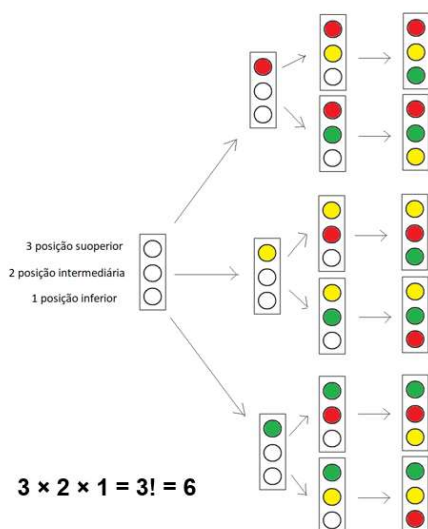 3 posição suoperior
2 posição intermediária
1 posição inferior
3 × 2 × 1 = 3! = 6